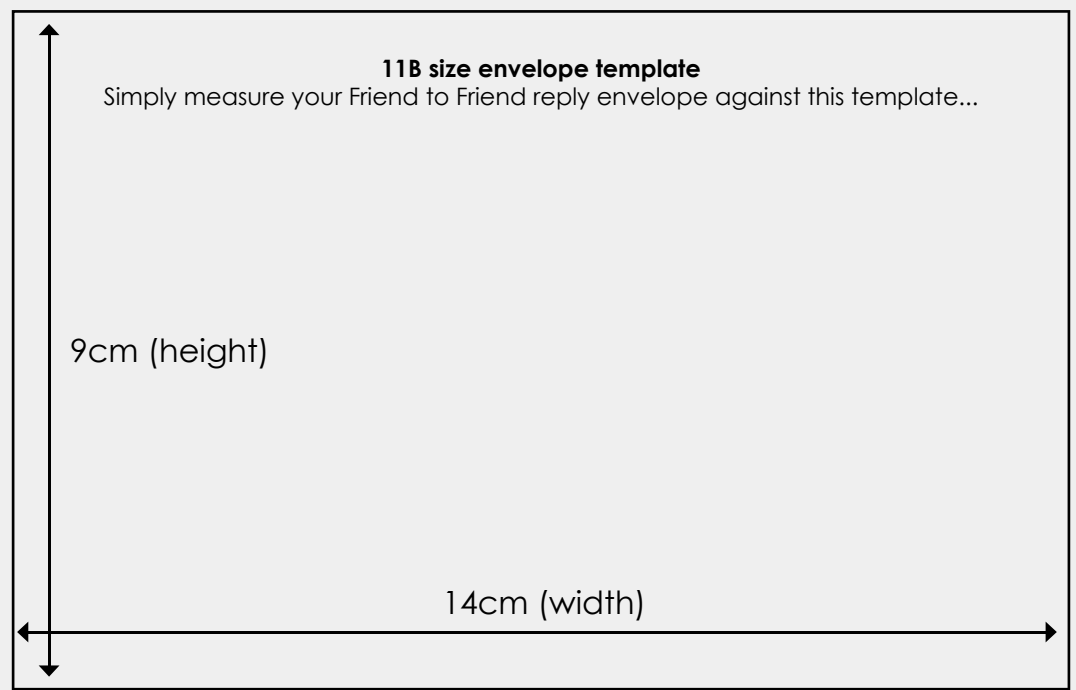 11B size envelope template
Simply measure your Friend to Friend reply envelope against this template...
9cm (height)
14cm (width)